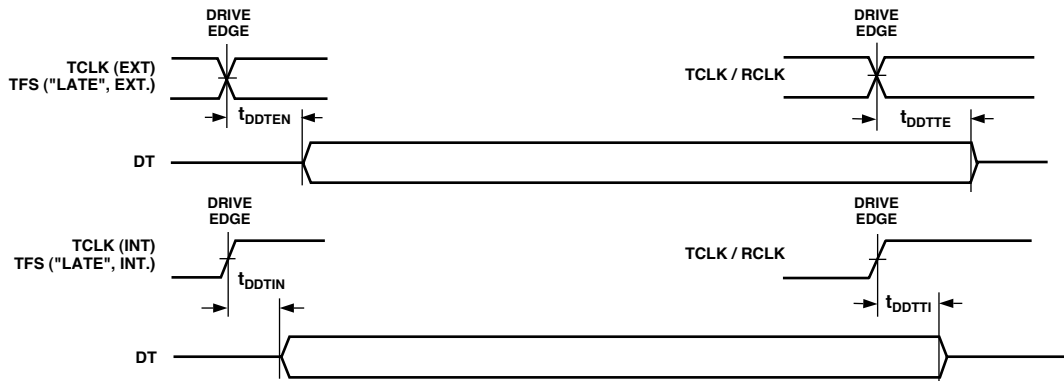 DRIVE
EDGE
DRIVE
EDGE
TCLK (EXT)
TFS ("LATE", EXT.)
TCLK / RCLK
tDDTEN
tDDTTE
DT
DRIVE
EDGE
DRIVE
EDGE
TCLK (INT)
TFS ("LATE", INT.)
TCLK / RCLK
tDDTIN
tDDTTI
DT